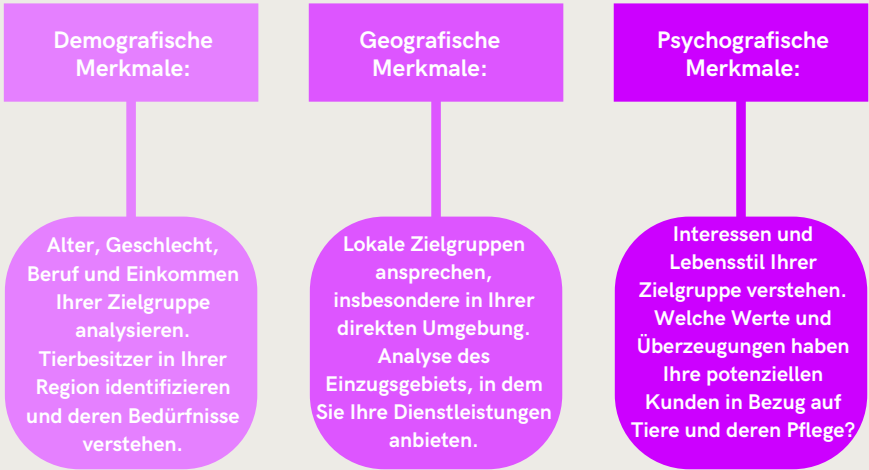 Demografische
Merkmale:
Alter, Geschlecht,
Beruf und Einkommen
Ihrer Zielgruppe
analysieren.
Tierbesitzer in Ihrer
Region identifizieren
und deren Bedürfnisse
verstehen.
Geografische
Merkmale:
Lokale Zielgruppen
ansprechen,
insbesondere in Ihrer
direkten Umgebung.
Analyse des
Einzugsgebiets, in dem
Sie Ihre Dienstleistungen
anbieten.
Psychografische
Merkmale:
Interessen und
Lebensstil Ihrer
Zielgruppe verstehen.
Welche Werte und
Überzeugungen haben
Ihre potenziellen
Kunden in Bezug auf
Tiere und deren Pflege?